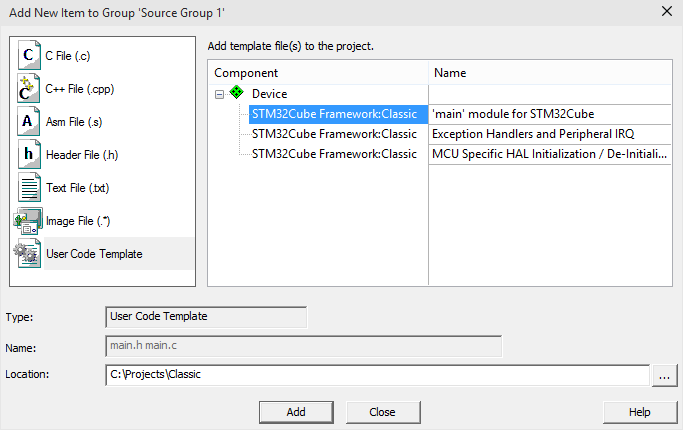 Add New Item to Group 'Source Group 1'
C File (.c)
C++ File (.cpp)
Asm File (.s)
Header File (.h)
Text File (.txt)
Image File (.*)
User Code Template
Add template file(s) to the project.
Component Name
Device
STM32Cube Framework:Classic 'main' module for STM32Cube
STM32Cube Framework:Classic Exception Handlers and Peripheral IRQ
STM32Cube Framework:Classic MCU Specific HAL Initialization / De-Initiali...
Type: User Code Template
Name: main.h main.c
Location: C:\Projects\Classic ...
Add Close Help